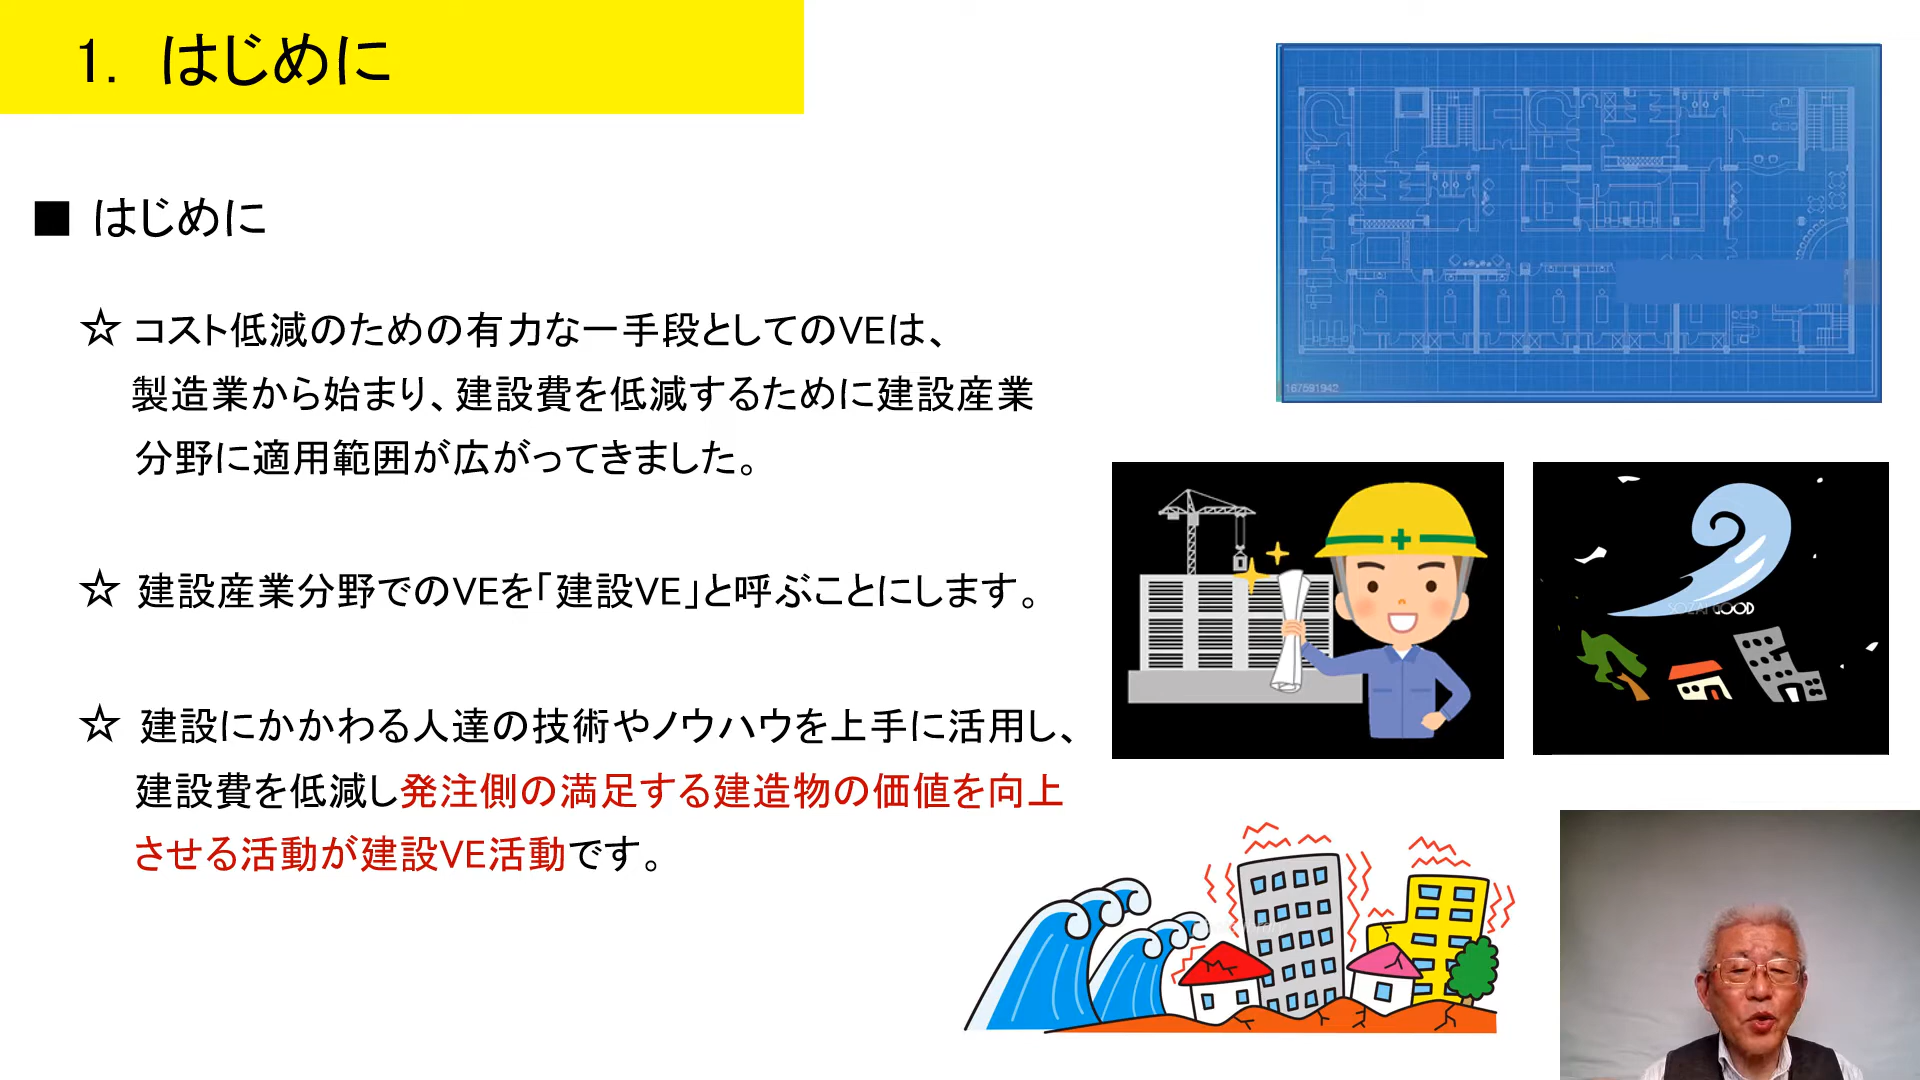 1. はじめに
■ はじめに
☆ コスト低減のための有力な一手段としてのVEは、
製造業から始まり、建設費を低減するために建設産業
分野に適用範囲が広がってきました。
☆ 建設産業分野でのVEを「建設VE」と呼ぶことにします。
☆ 建設にかかわる人達の技術やノウハウを上手に活用し、
建設費を低減し発注側の満足する建造物の価値を向上
させる活動が建設VE活動です。
167591942
SOZAI GOOD